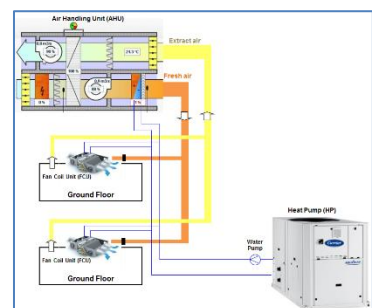 Air Handling Unit (AHU)
Extract air
Fresh air
Fan Coil Unit (FCU)
Ground Floor
Fan Coil Unit (FCU)
Ground Floor
Heat Pump (HP)
Water
Pump
Carrier